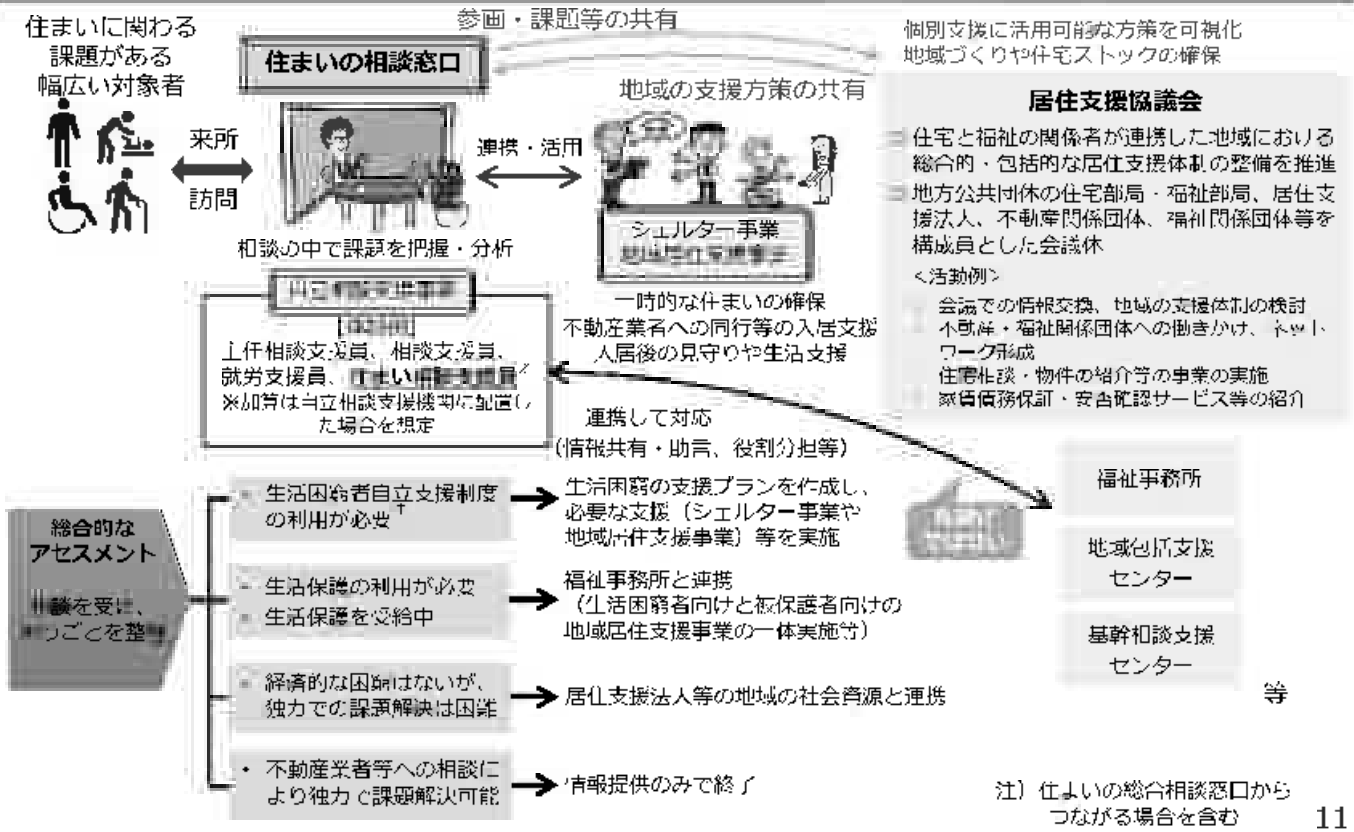 参画・課題等の共有
住まいに関わる
課題がある
幅広い対象者
住まいの相談窓口
来所
訪問
相談の中で課題を把握・分析
連携・活用
地域の支援方策の共有
シェルター事業
地域居住支援事業
一時的な住まいの確保
不動産業者への同行等の入居支援
入居後の見守りや生活支援
個別支援に活用可能な方策を可視化
地域づくりや住宅ストックの確保
居住支援協議会
住宅と福祉の関係者が連携した地域における
総合的・包括的な居住支援体制の整備を推進
地方公共団体の住宅部局・福祉部局、居住支
援法人、不動産関係団体、福祉関係団体等を
構成員とした会議体
<活動例>
会議での情報交換、地域の支援体制の検討
不動産・福祉関係団体への働きかけ、ネット
ワーク形成
住宅相談・物件の紹介等の事業の実施
家賃債務保証・安否確認サービス等の紹介
自立相談支援事業
主任相談支援員、相談支援員、
就労支援員、住まい相談支援員※
※加算は自立相談支援機関に配置し
た場合を想定
連携して対応
(情報共有・助言、役割分担等)
福祉事務所
地域包括支援
センター
基幹相談支援
センター
等
総合的な
アセスメント
相談を受け、
・生活困窮者自立支援制度
の利用が必要
生活困窮の支援プランを作成し、
必要な支援(シェルター事業や
地域居住支援事業)等を実施
・生活保護の利用が必要
・生活保護を受給中
福祉事務所と連携
(生活困窮者向けと被保護者向けの
地域居住支援事業の一体実施等)
・経済的な困窮はないが、
独力での課題解決は困難
居住支援法人等の地域の社会資源と連携
・不動産業者等への相談に
より独力で課題解決可能
情報提供のみで終了
注)住まいの総合相談窓口から
つながる場合を含む
11